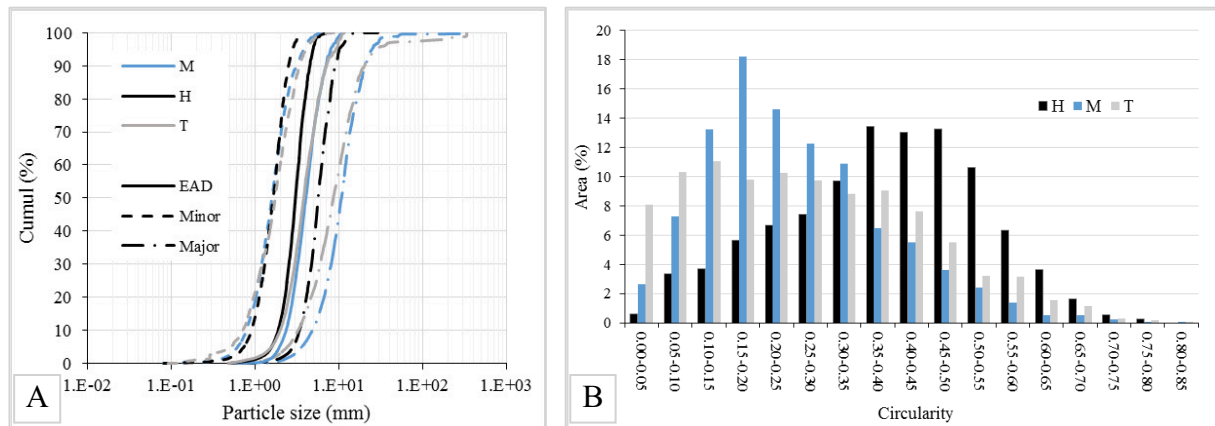 Cumul (%)
100
90
80
70
60
50
40
30
20
10
0
M
H
T
EAD
Minor
Major
1.E-02
1.E-01
1.E+00
1.E+01
1.E+02
1.E+03
Particle size (mm)
A
Area (%)
20
18
16
14
12
10
8
6
4
2
0
H M T
0.00-0.05
0.05-0.10
0.10-0.15
0.15-0.20
0.20-0.25
0.25-0.30
0.30-0.35
0.35-0.40
0.40-0.45
0.45-0.50
0.50-0.55
0.55-0.60
0.60-0.65
0.65-0.70
0.70-0.75
0.75-0.80
0.80-0.85
Circularity
B